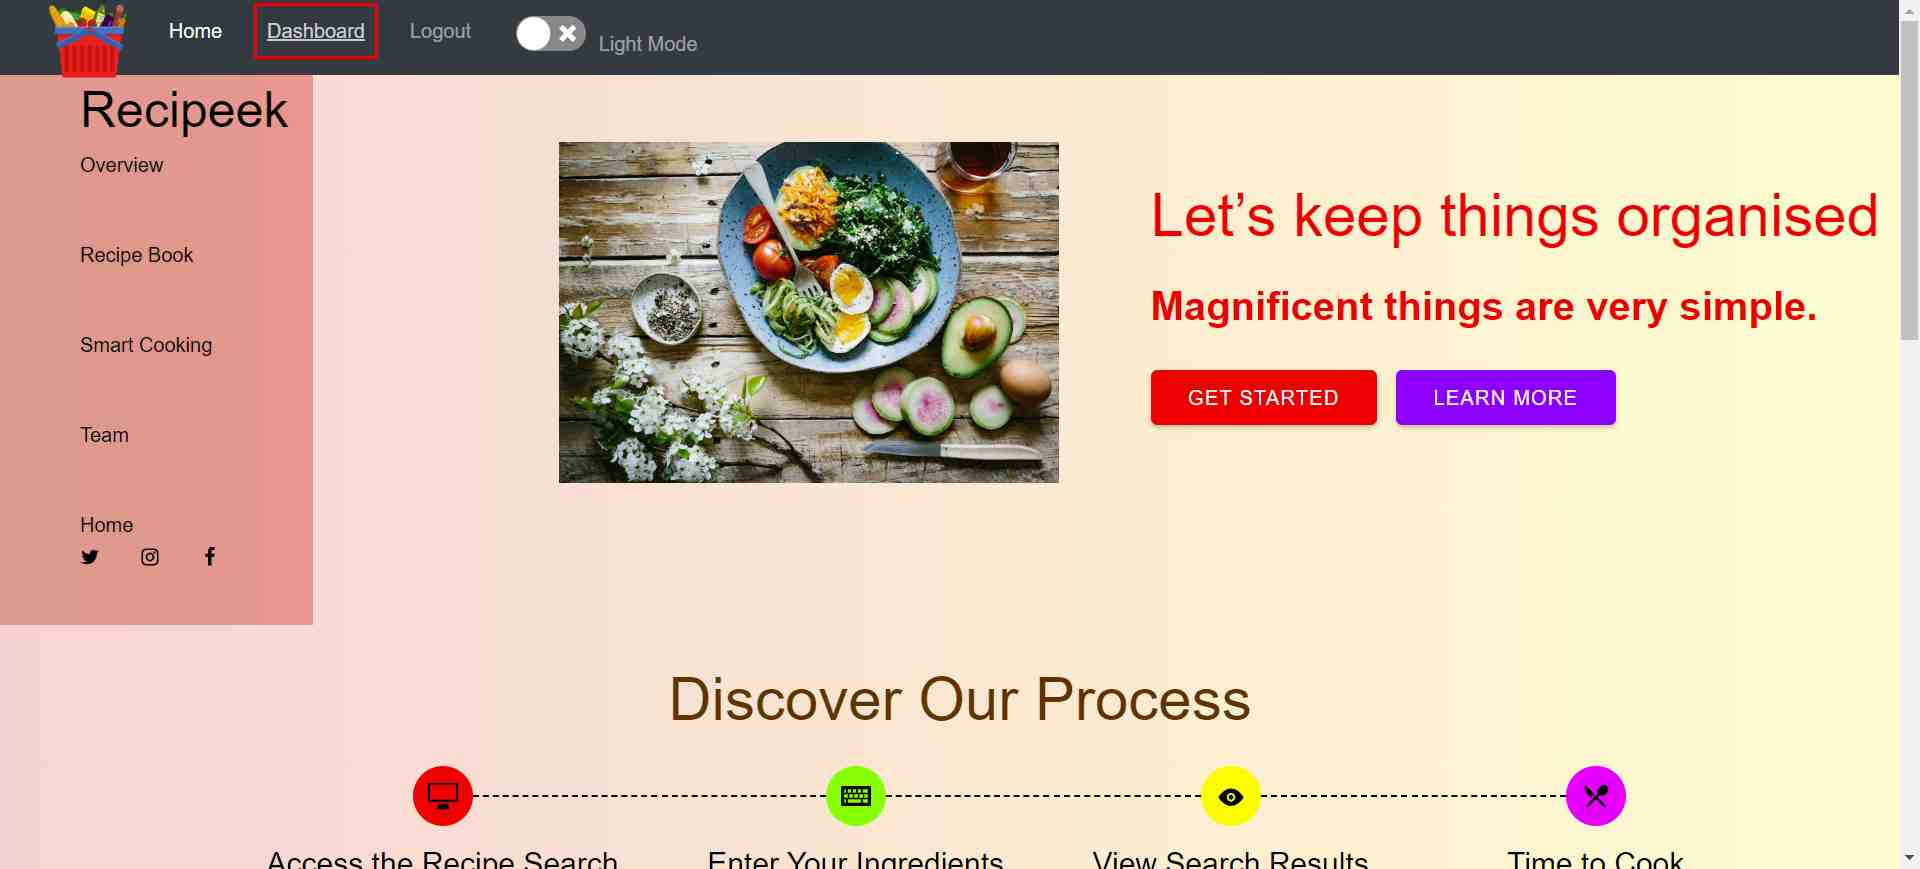 Home
Dashboard
Logout
Light Mode
Recipeek
Overview
Recipe Book
Smart Cooking
Team
Home
Let’s keep things organised
Magnificent things are very simple.
GET STARTED
LEARN MORE
Discover Our Process
Access the Recipe Search
Enter Your Ingredients
View Search Results
Time to Cook